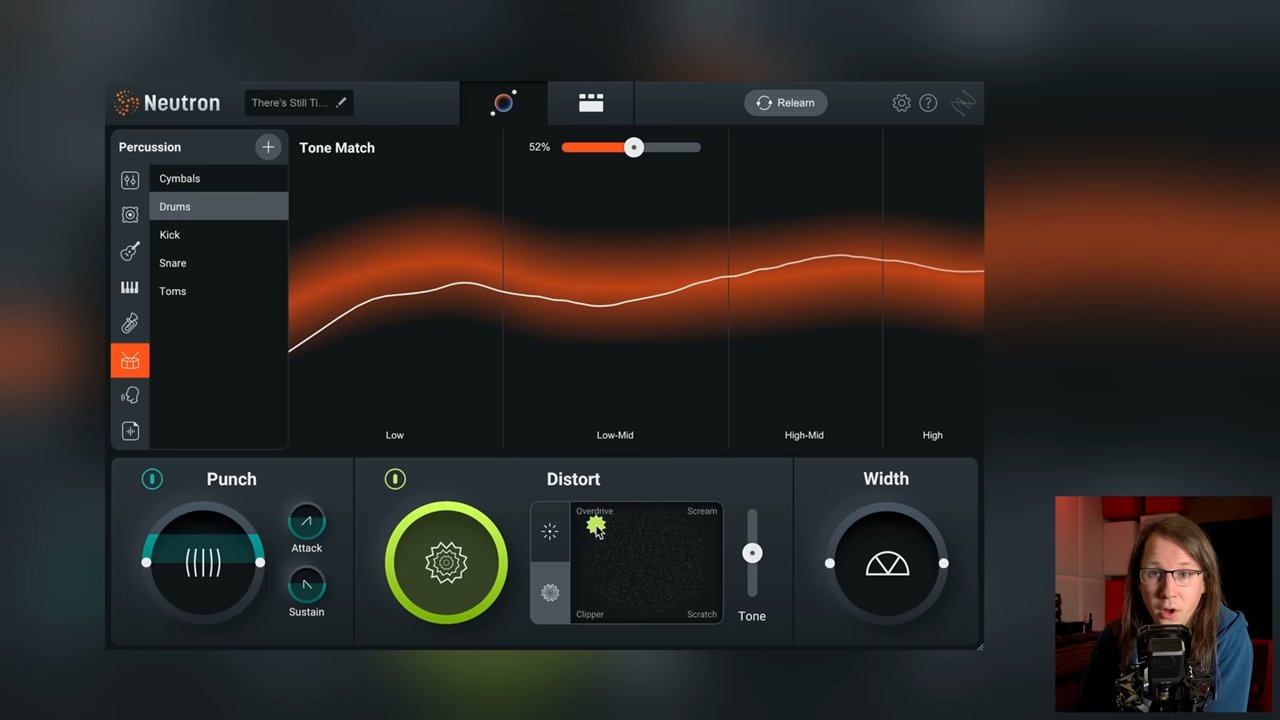 Neutron
There's Still Ti...
Relearn
Percussion
Tone Match
52%
Cymbals
Drums
Kick
Snare
Toms
Low
Low-Mid
High-Mid
High
Punch
Attack
Sustain
Distort
Overdrive
Scream
Clipper
Scratch
Tone
Width